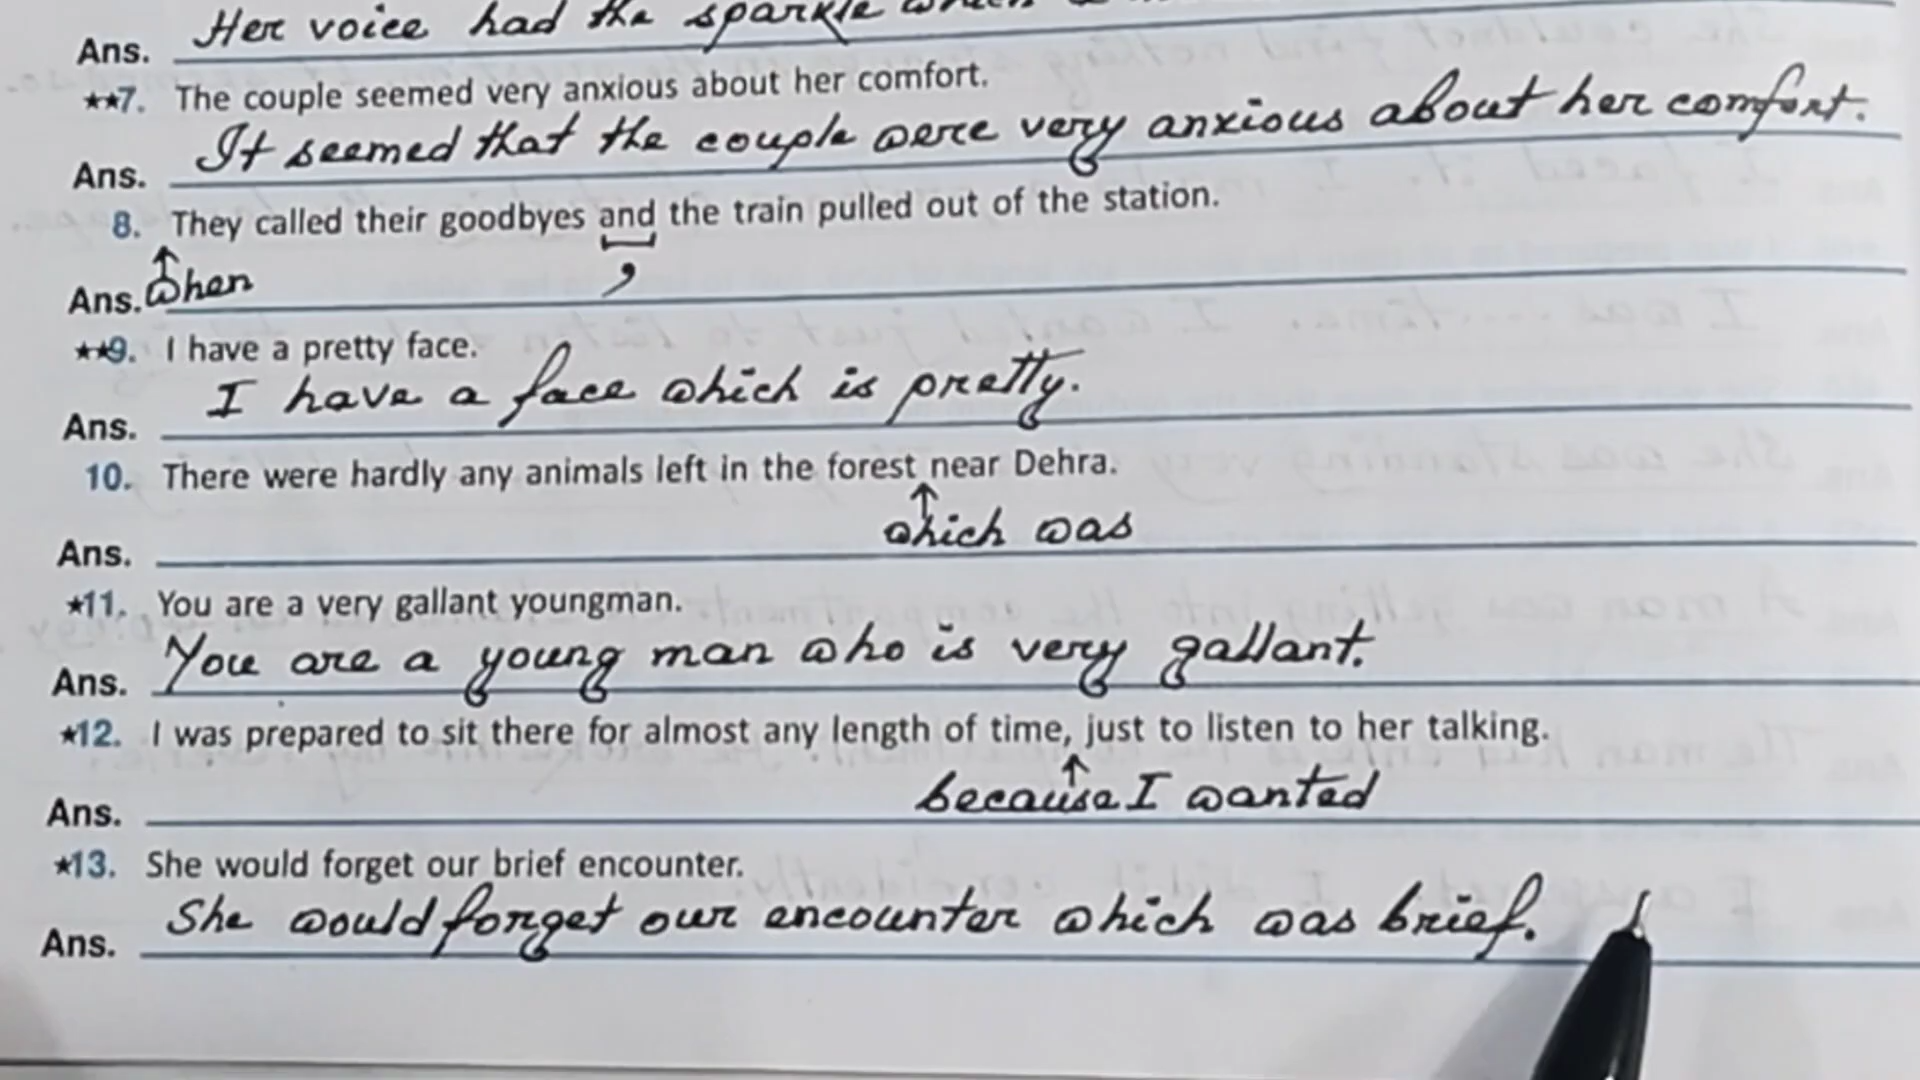 Her voice had the sparkle
Ans.
★★7. The couple seemed very anxious about her comfort.
It seemed that the couple were very anxious about her comfort.
Ans.
8. They called their goodbyes and the train pulled out of the station.
Ans. When ,
★★9. I have a pretty face.
I have a face which is pretty.
Ans.
10. There were hardly any animals left in the forest near Dehra.
which was
Ans.
★11. You are a very gallant youngman.
You are a young man who is very gallant.
Ans.
★12. I was prepared to sit there for almost any length of time, just to listen to her talking.
because I wanted
Ans.
★13. She would forget our brief encounter.
She would forget our encounter which was brief.
Ans.